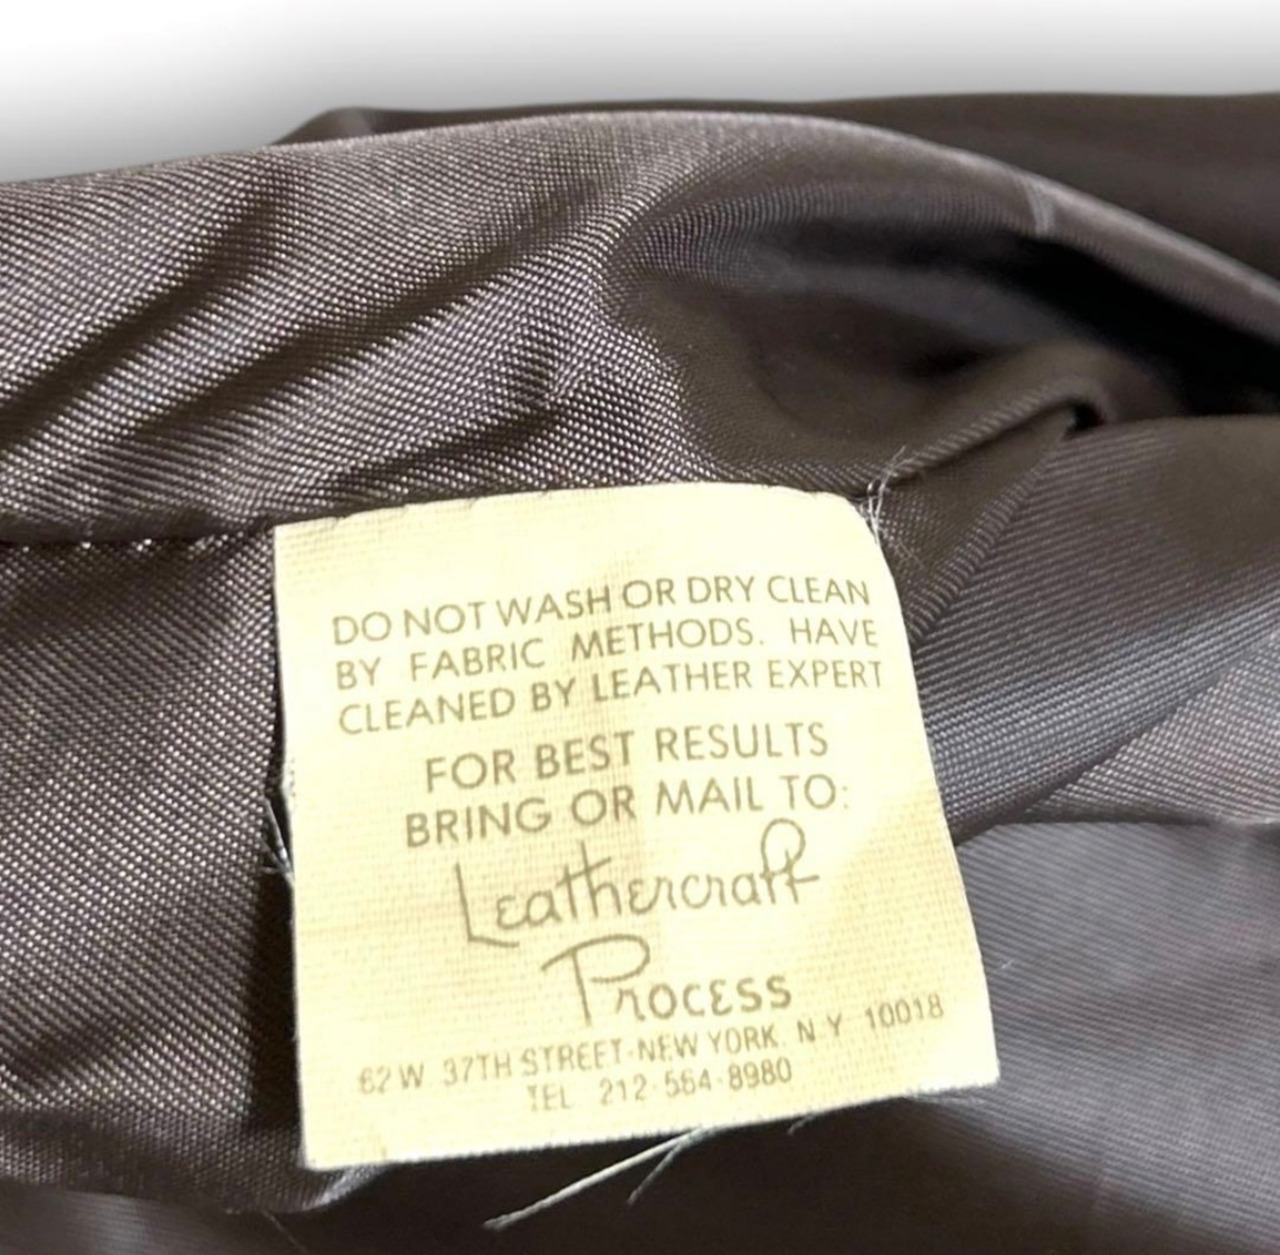 DO NOT WASH OR DRY CLEAN
BY FABRIC METHODS. HAVE
CLEANED BY LEATHER EXPERT
FOR BEST RESULTS
BRING OR MAIL TO:
Leathercraft
Process
62 W 37TH STREET-NEW YORK. N Y 10018
TEL 212-564-8980